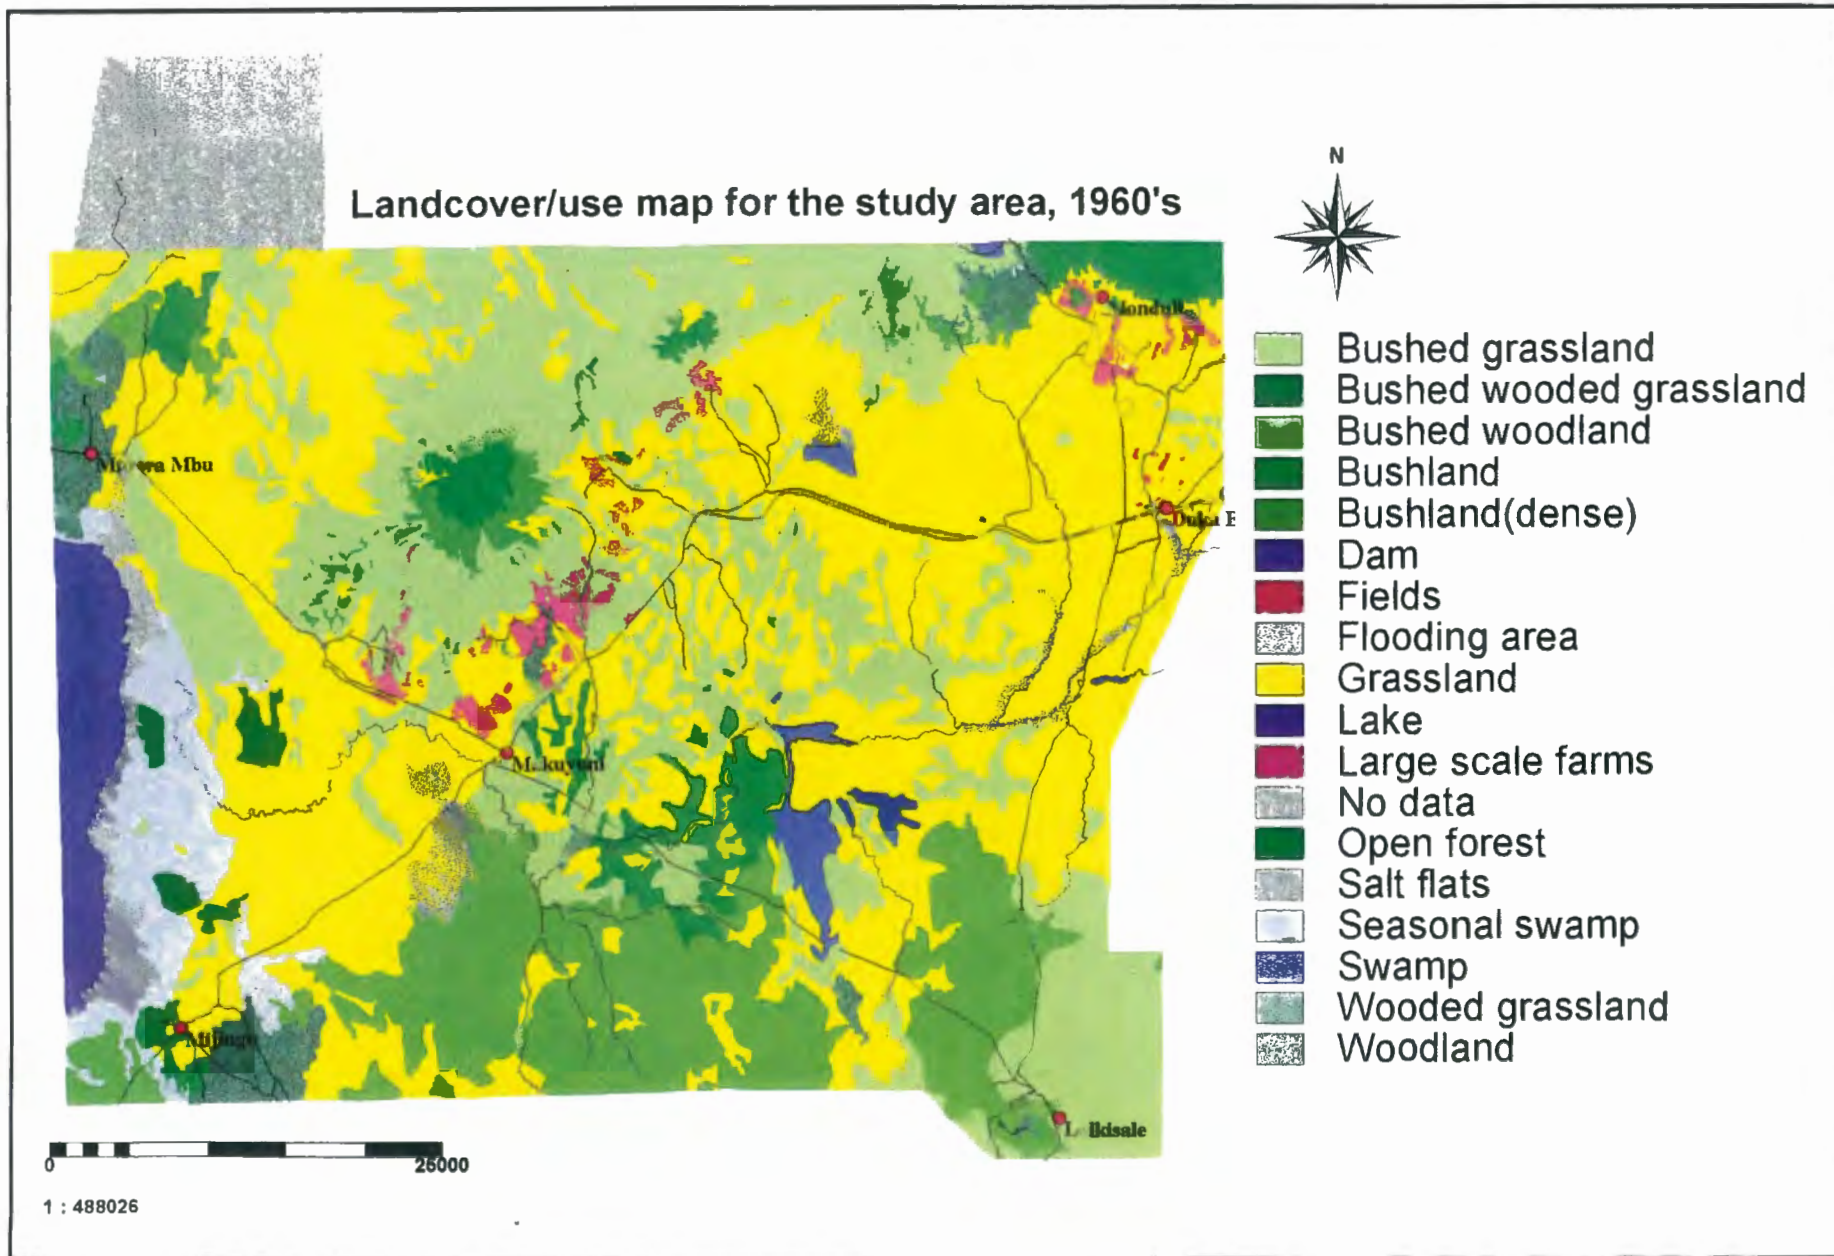 N
Landcover/use map for the study area, 1960's
Mbu
Duka
Bushed grassland
Bushed wooded grassland
Bushed woodland
Bushland
Bushland(dense)
Dam
Fields
Flooding area
Grassland
Lake
Large scale farms
No data
Open forest
Salt flats
Seasonal swamp
Swamp
Wooded grassland
Woodland
0
25000
1 : 488026